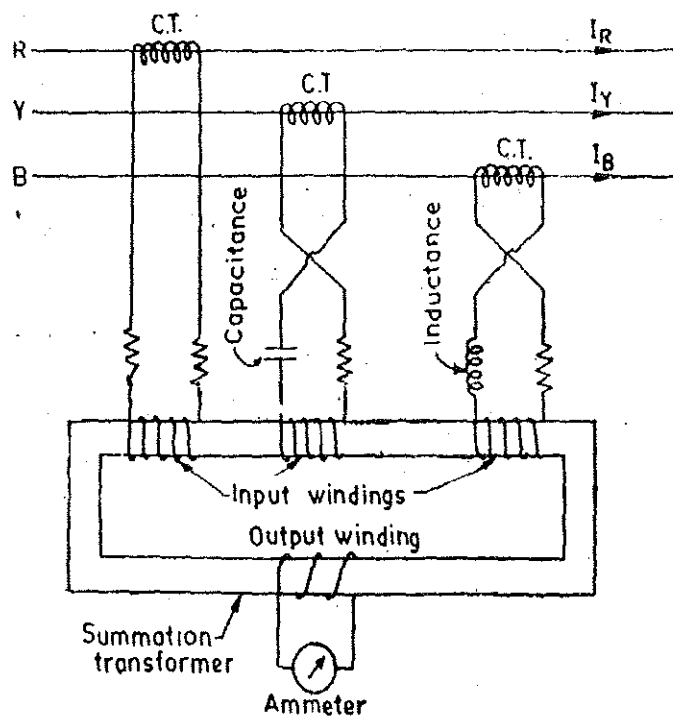 C.T.
R
I_R
C.T
Y
I_Y
C.T.
B
I_B
Capacitance
Inductance
Input windings
Output winding
Summation
transformer
Ammeter